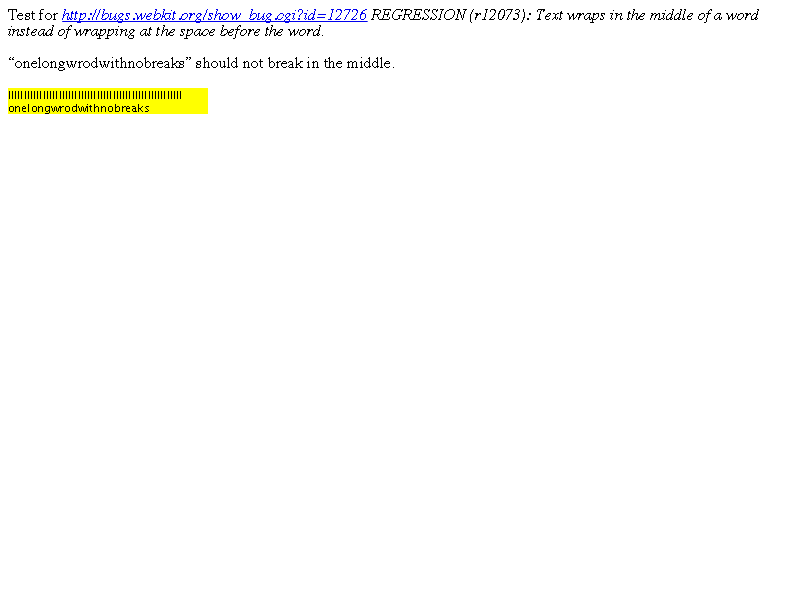 Test for http://bugs.webkit.org/show_bug.cgi?id=12726 REGRESSION (r12073): Text wraps in the middle of a word
instead of wrapping at the space before the word.
“onelongwrodwithnobreaks” should not break in the middle.
llllllllllllllllllllllllllllllllllllllllllllllllllllllllll
onelongwrodwithnobreaks